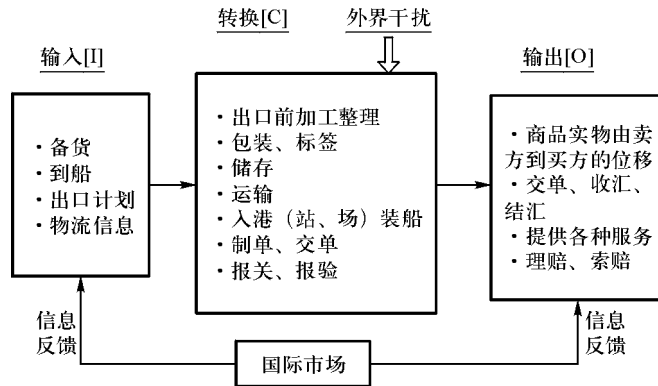 转换[C]
外界干扰
输入[I]
输出[O]
·备货
·到船
·出口计划
·物流信息
·出口前加工整理
·包装、标签
·储存
·运输
·入港（站、场）装船
·制单、交单
·报关、报验
·商品实物由卖
方到买方的位移
·交单、收汇、
结汇
·提供各种服务
·理赔、索赔
信息
反馈
国际市场
信息
反馈